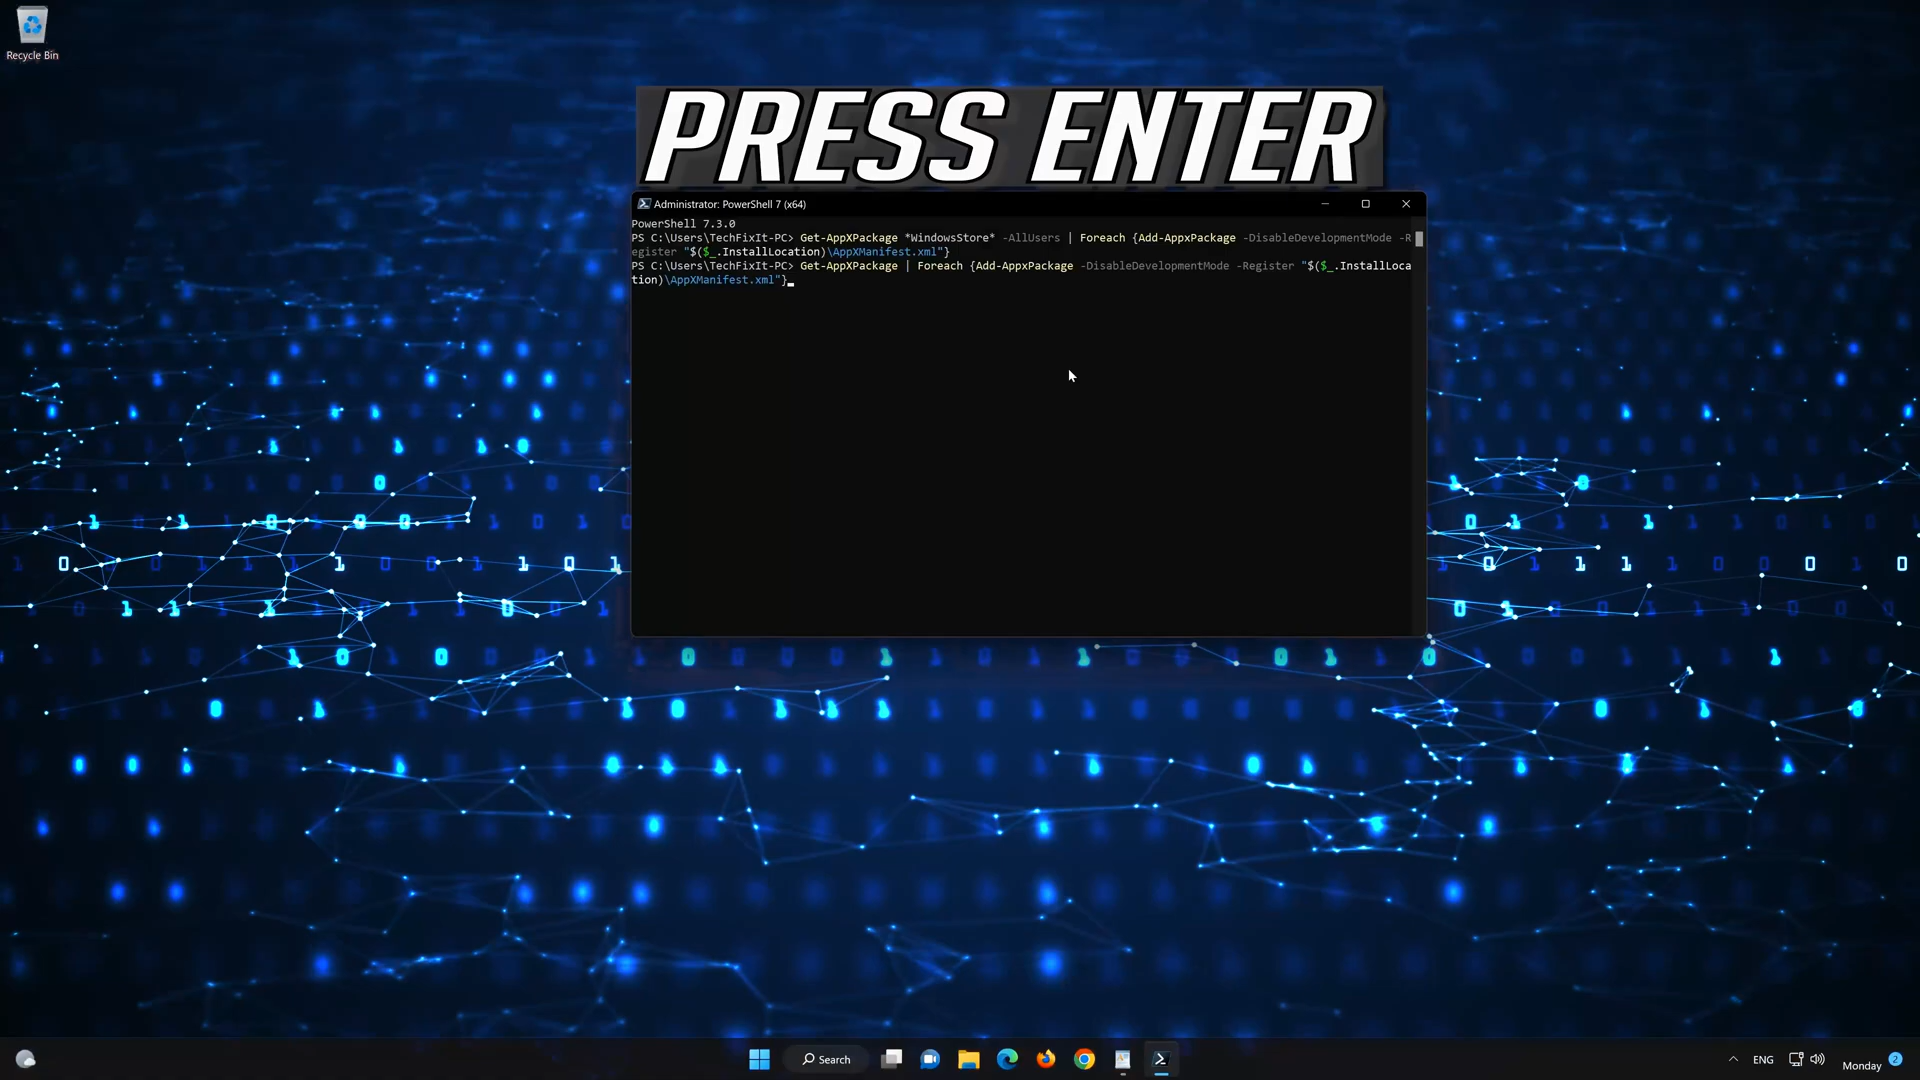 Recycle Bin
PRESS ENTER
Administrator: PowerShell 7 (x64)
PowerShell 7.3.0
PS C:\Users\TechFixIt-PC> Get-AppXPackage *WindowsStore* -AllUsers | Foreach {Add-AppxPackage -DisableDevelopmentMode -R
egister "$($_.InstallLocation)\AppXManifest.xml"}
PS C:\Users\TechFixIt-PC> Get-AppXPackage | Foreach {Add-AppxPackage -DisableDevelopmentMode -Register "$($_.InstallLoca
tion)\AppXManifest.xml"}
Search
ENG
Monday
2